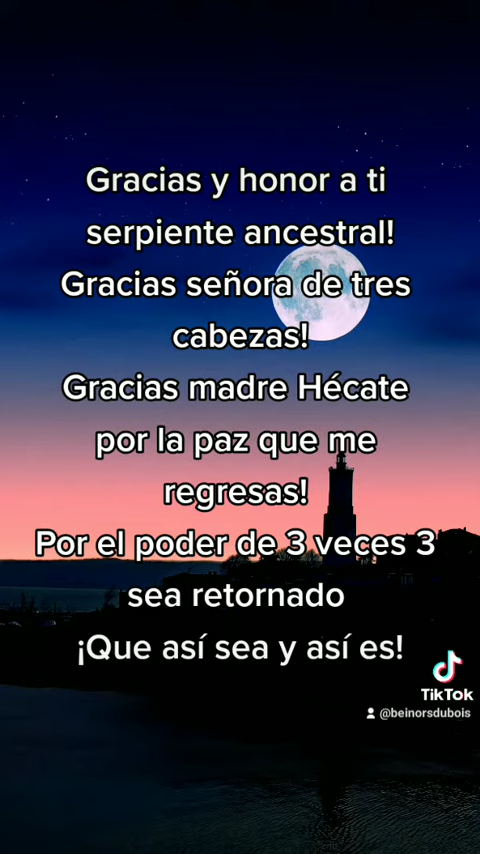 Gracias y honor a ti
serpiente ancestral!
Gracias señora de tres
cabezas!
Gracias madre Hécate
por la paz que me
regresas!
Por el poder de 3 veces 3
sea retornado
¡Que así sea y así es!
TikTok
@beinorsdubois